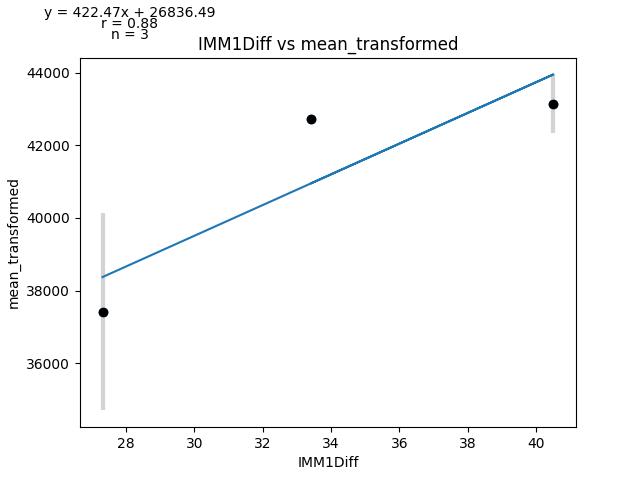 y = 422.47x + 26836.49
r = 0.88
n = 3
IMM1Diff vs mean_transformed
44000
42000
40000
38000
36000
mean_transformed
28 30 32 34 36 38 40
IMM1Diff